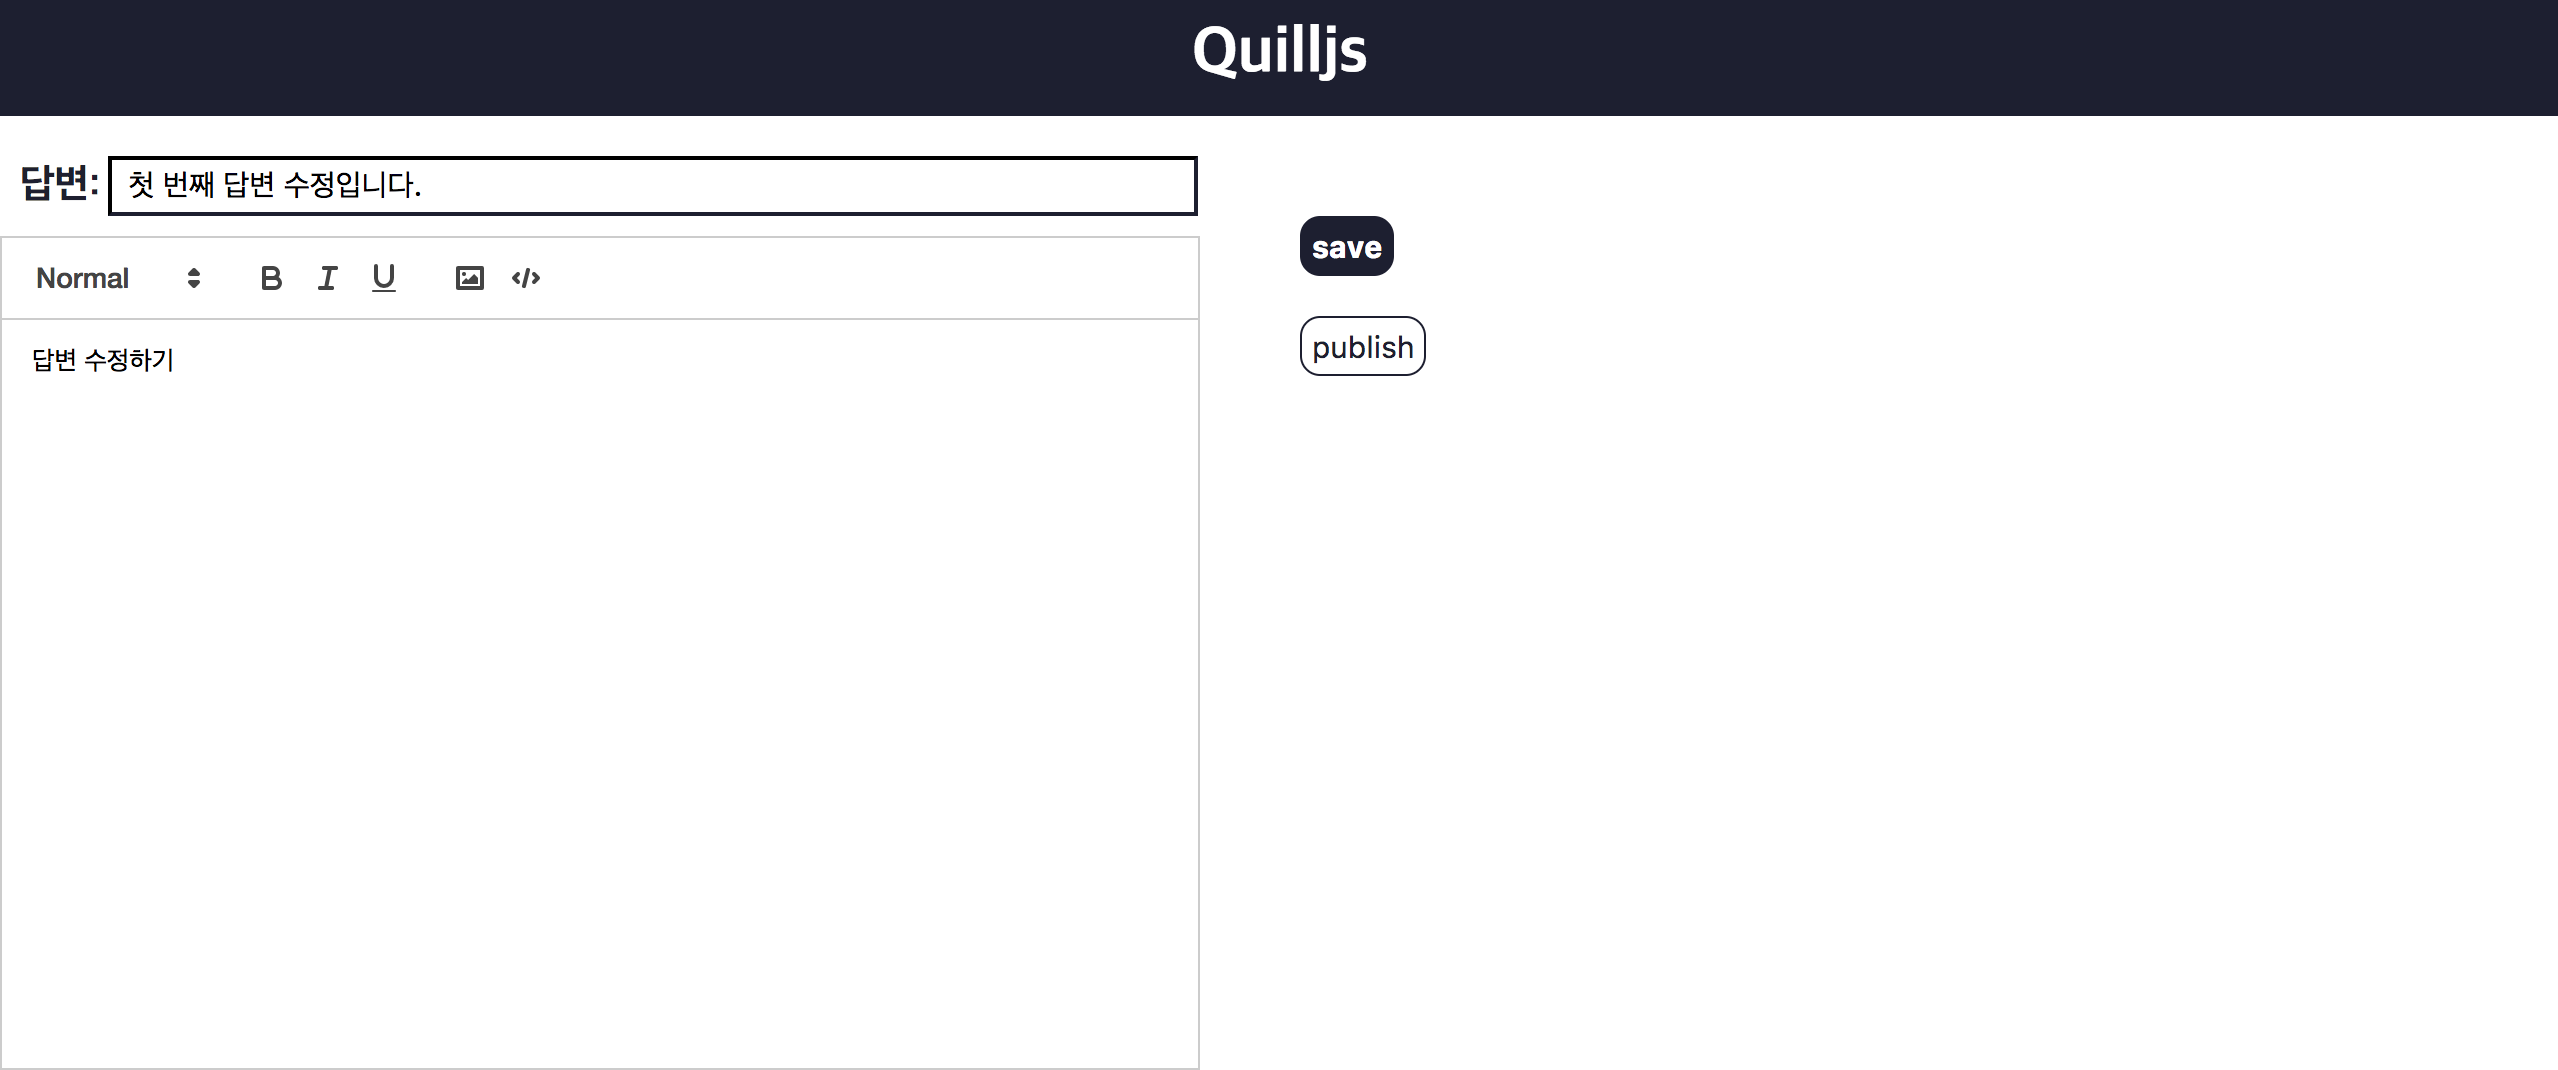 Quilljs
답변: 첫 번째 답변 수정입니다.
save
Normal B I U
publish
답변 수정하기